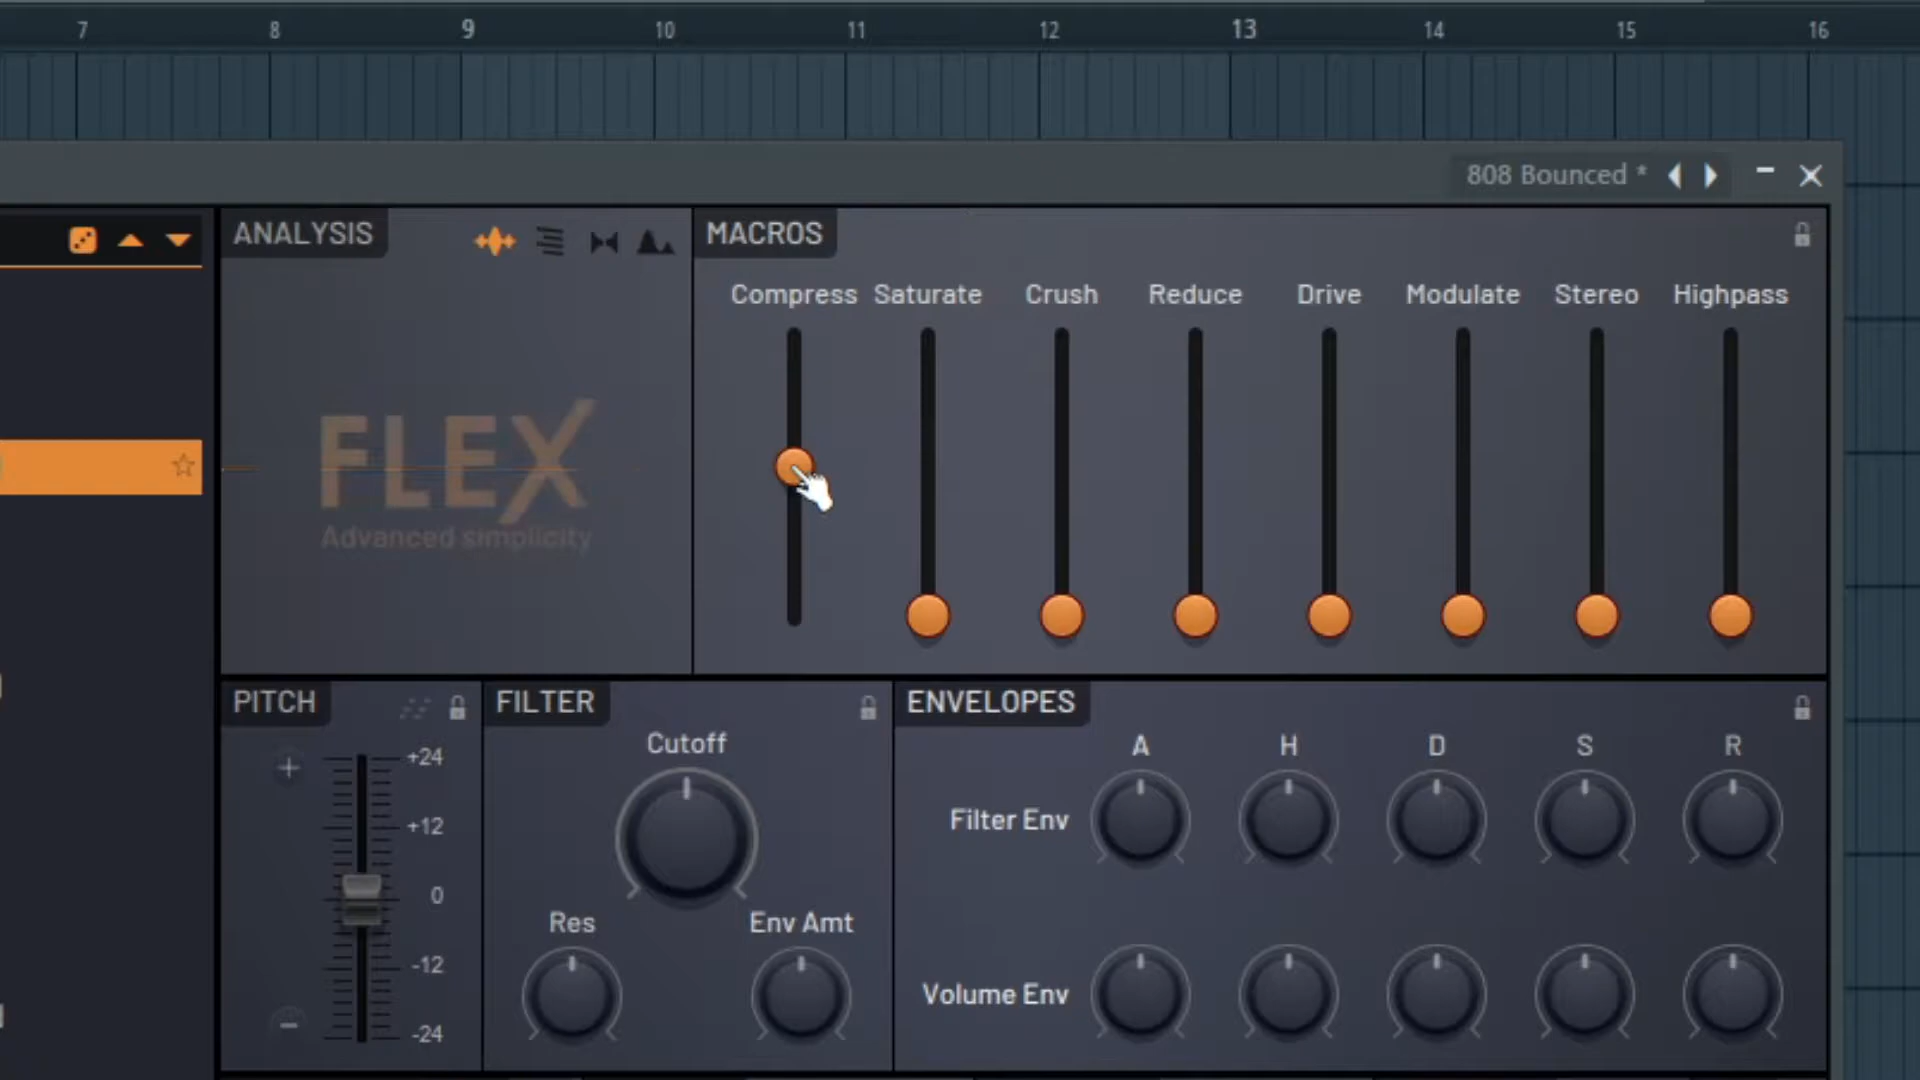 7 8 9 10 11 12 13 14 15 16
808 Bounced *
ANALYSIS
MACROS
Compress Saturate Crush Reduce Drive Modulate Stereo Highpass
FLEX
Advanced simplicity
PITCH
FILTER
ENVELOPES
+24
+12
0
-12
-24
Cutoff
Res
Env Amt
A H D S R
Filter Env
Volume Env